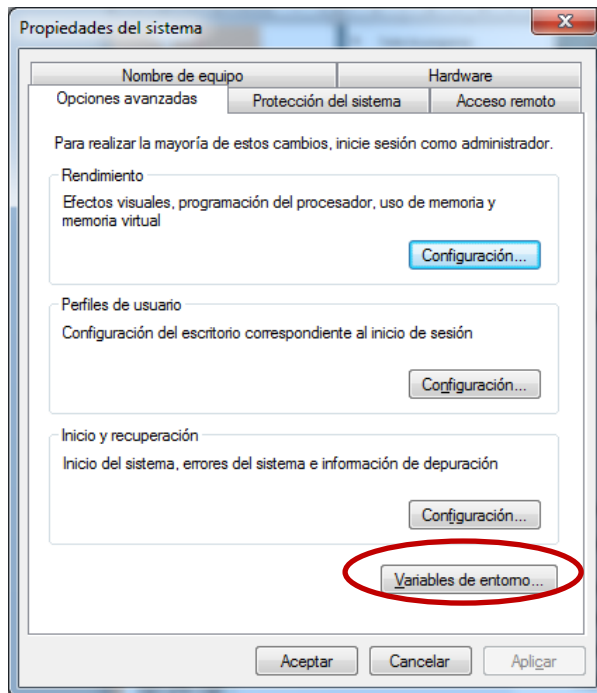 Propiedades del sistema
Nombre de equipo
Hardware
Opciones avanzadas
Protección del sistema
Acceso remoto
Para realizar la mayoría de estos cambios, inicie sesión como administrador.
Rendimiento
Efectos visuales, programación del procesador, uso de memoria y
memoria virtual
Configuración...
Perfiles de usuario
Configuración del escritorio correspondiente al inicio de sesión
Configuración...
Inicio y recuperación
Inicio del sistema, errores del sistema e información de depuración
Configuración...
Variables de entorno...
Aceptar
Cancelar
Aplicar